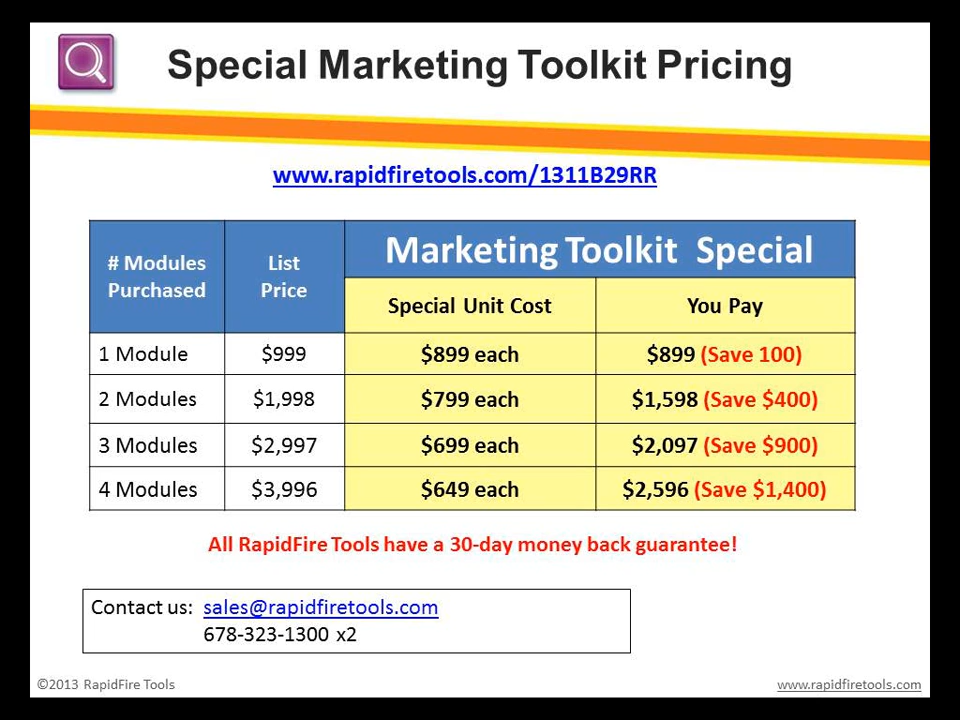 Special Marketing Toolkit Pricing
www.rapidfiretools.com/1311B29RR
# Modules Purchased List Price Marketing Toolkit Special
Special Unit Cost You Pay
1 Module $999 $899 each $899 (Save 100)
2 Modules $1,998 $799 each $1,598 (Save $400)
3 Modules $2,997 $699 each $2,097 (Save $900)
4 Modules $3,996 $649 each $2,596 (Save $1,400)
All RapidFire Tools have a 30-day money back guarantee!
Contact us: sales@rapidfiretools.com
678-323-1300 x2
©2013 RapidFire Tools www.rapidfiretools.com